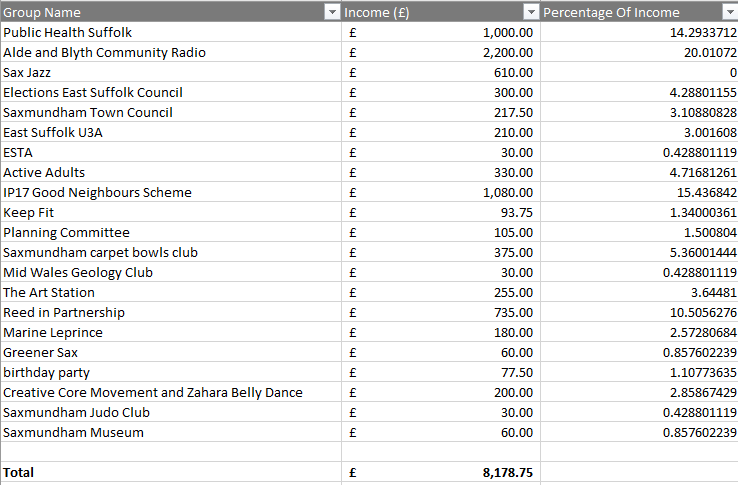 Group Name Income (£) Percentage Of Income
Public Health Suffolk £ 1,000.00 14.2933712
Alde and Blyth Community Radio £ 2,200.00 20.01072
Sax Jazz £ 610.00 0
Elections East Suffolk Council £ 300.00 4.28801155
Saxmundham Town Council £ 217.50 3.10880828
East Suffolk U3A £ 210.00 3.001608
ESTA £ 30.00 0.428801119
Active Adults £ 330.00 4.71681261
IP17 Good Neighbours Scheme £ 1,080.00 15.436842
Keep Fit £ 93.75 1.34000361
Planning Committee £ 105.00 1.500804
Saxmundham carpet bowls club £ 375.00 5.36001444
Mid Wales Geology Club £ 30.00 0.428801119
The Art Station £ 255.00 3.64481
Reed in Partnership £ 735.00 10.5056276
Marine Leprince £ 180.00 2.57280684
Greener Sax £ 60.00 0.857602239
birthday party £ 77.50 1.10773635
Creative Core Movement and Zahara Belly Dance £ 200.00 2.85867429
Saxmundham Judo Club £ 30.00 0.428801119
Saxmundham Museum £ 60.00 0.857602239
Total £ 8,178.75